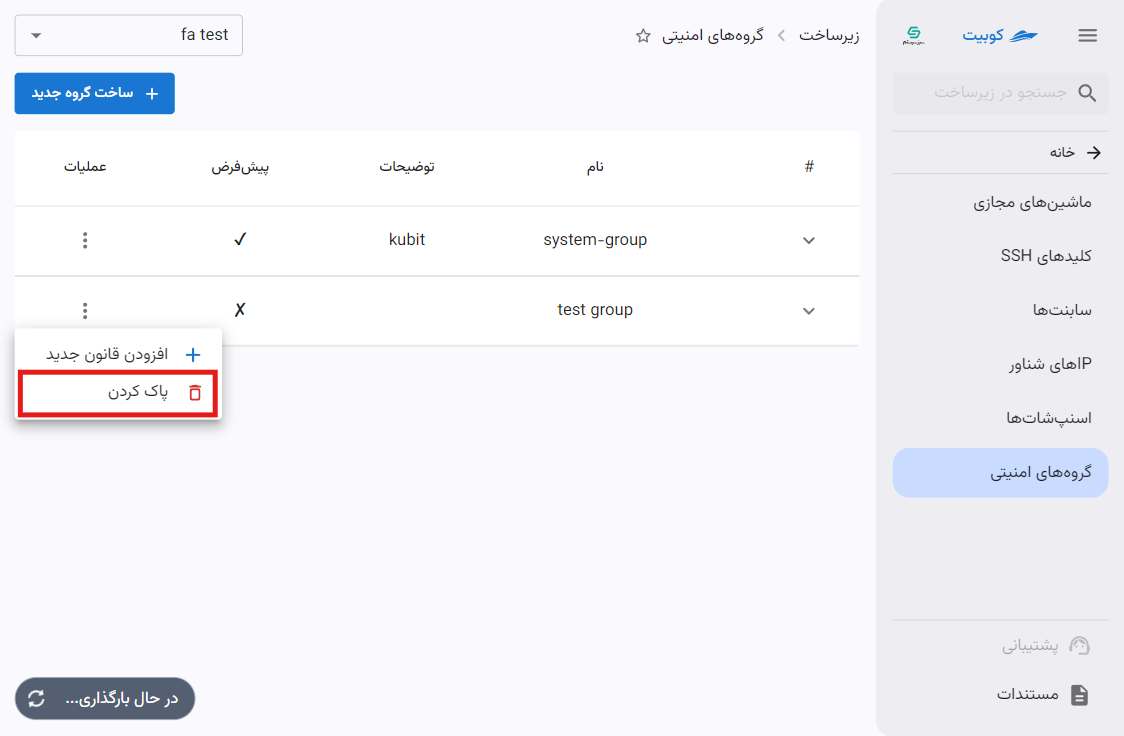 کوبیت
جستجو در زیرساخت
خانه
ماشین‌های مجازی
کلیدهای SSH
سابنت‌ها
IPهای شناور
اسنپ‌شات‌ها
گروه‌های امنیتی
پشتیبانی
مستندات
زیرساخت
گروه‌های امنیتی
fa test
ساخت گروه جدید
# نام توضیحات پیش‌فرض عملیات
system-group kubit ✓
test group ✗
افزودن قانون جدید
پاک کردن
در حال بارگذاری...